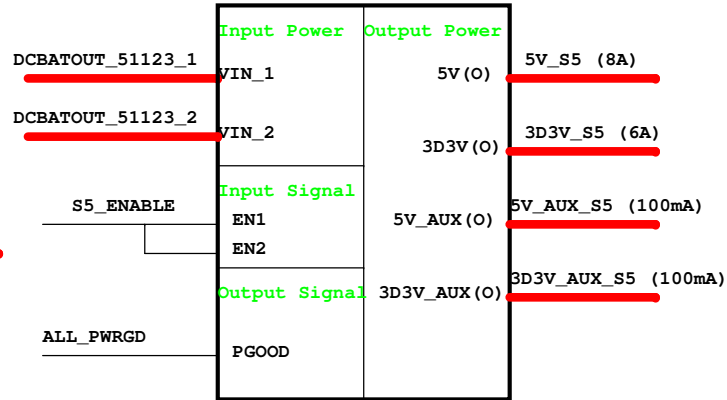 Input Power Output Power
DCBATOUT_51123_1 VIN_1 5V(O) 5V_S5 (8A)
DCBATOUT_51123_2 VIN_2
3D3V(O) 3D3V_S5 (6A)
Input Signal
S5_ENABLE EN1 5V_AUX(O) 5V_AUX_S5 (100mA)
EN2
Output Signal 3D3V_AUX(O) 3D3V_AUX_S5 (100mA)
ALL_PWRGD PGOOD